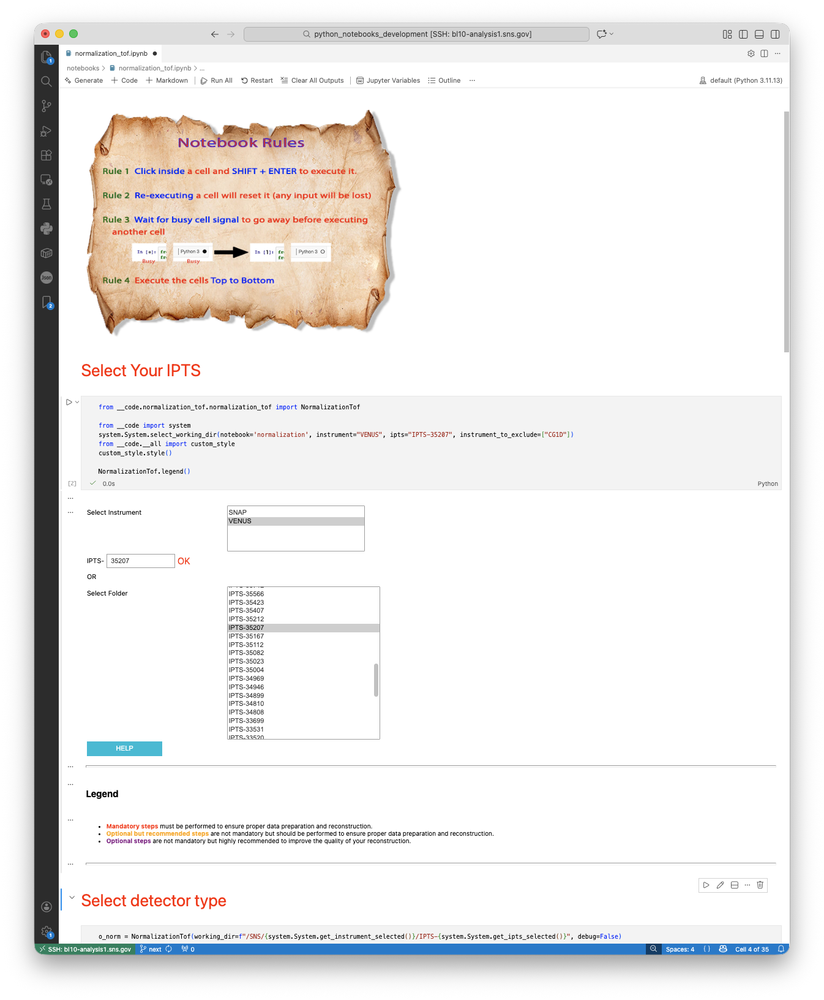 python_notebooks_development [SSH: bl10-analysis1.sns.gov]
normalization_tof.ipynb
notebooks > normalization_tof.ipynb > ...
Generate + Code + Markdown | Run All Restart Clear All Outputs | Jupyter Variables Outline ... default (Python 3.11.13)
1
Json
2
Notebook Rules
Rule 1 Click inside a cell and SHIFT + ENTER to execute it.
Rule 2 Re-executing a cell will reset it (any input will be lost)
Rule 3 Wait for busy cell signal to go away before executing
another cell
In [*]: fr Python 3 In [1]: fr Python 3
Busy Busy
Rule 4 Execute the cells Top to Bottom
Select Your IPTS
from __code.normalization_tof.normalization_tof import NormalizationTof
from __code import system
system.System.select_working_dir(notebook='normalization', instrument="VENUS", ipts="IPTS-35207", instrument_to_exclude=["CG1D"])
from __code.__all import custom_style
custom_style.style()
NormalizationTof.legend()
[2] 0.0s Python
...
...
Select Instrument
SNAP
VENUS
IPTS- 35207 OK
OR
Select Folder
IPTS-35566
IPTS-35423
IPTS-35407
IPTS-35212
IPTS-35207
IPTS-35167
IPTS-35112
IPTS-35082
IPTS-35023
IPTS-35004
IPTS-34969
IPTS-34946
IPTS-34899
IPTS-34810
IPTS-34808
IPTS-33699
IPTS-33531
IPTS-33520
HELP
...
...
Legend
...
• Mandatory steps must be performed to ensure proper data preparation and reconstruction.
• Optional but recommended steps are not mandatory but should be performed to ensure proper data preparation and reconstruction.
• Optional steps are not mandatory but highly recommended to improve the quality of your reconstruction.
...
Select detector type
o_norm = NormalizationTof(working_dir=f"/SNS/{system.System.get_instrument_selected()}/IPTS-{system.System.get_ipts_selected()}", debug=False)
1
SSH: bl10-analysis1.sns.gov next 0 Spaces: 4 {} Cell 4 of 35